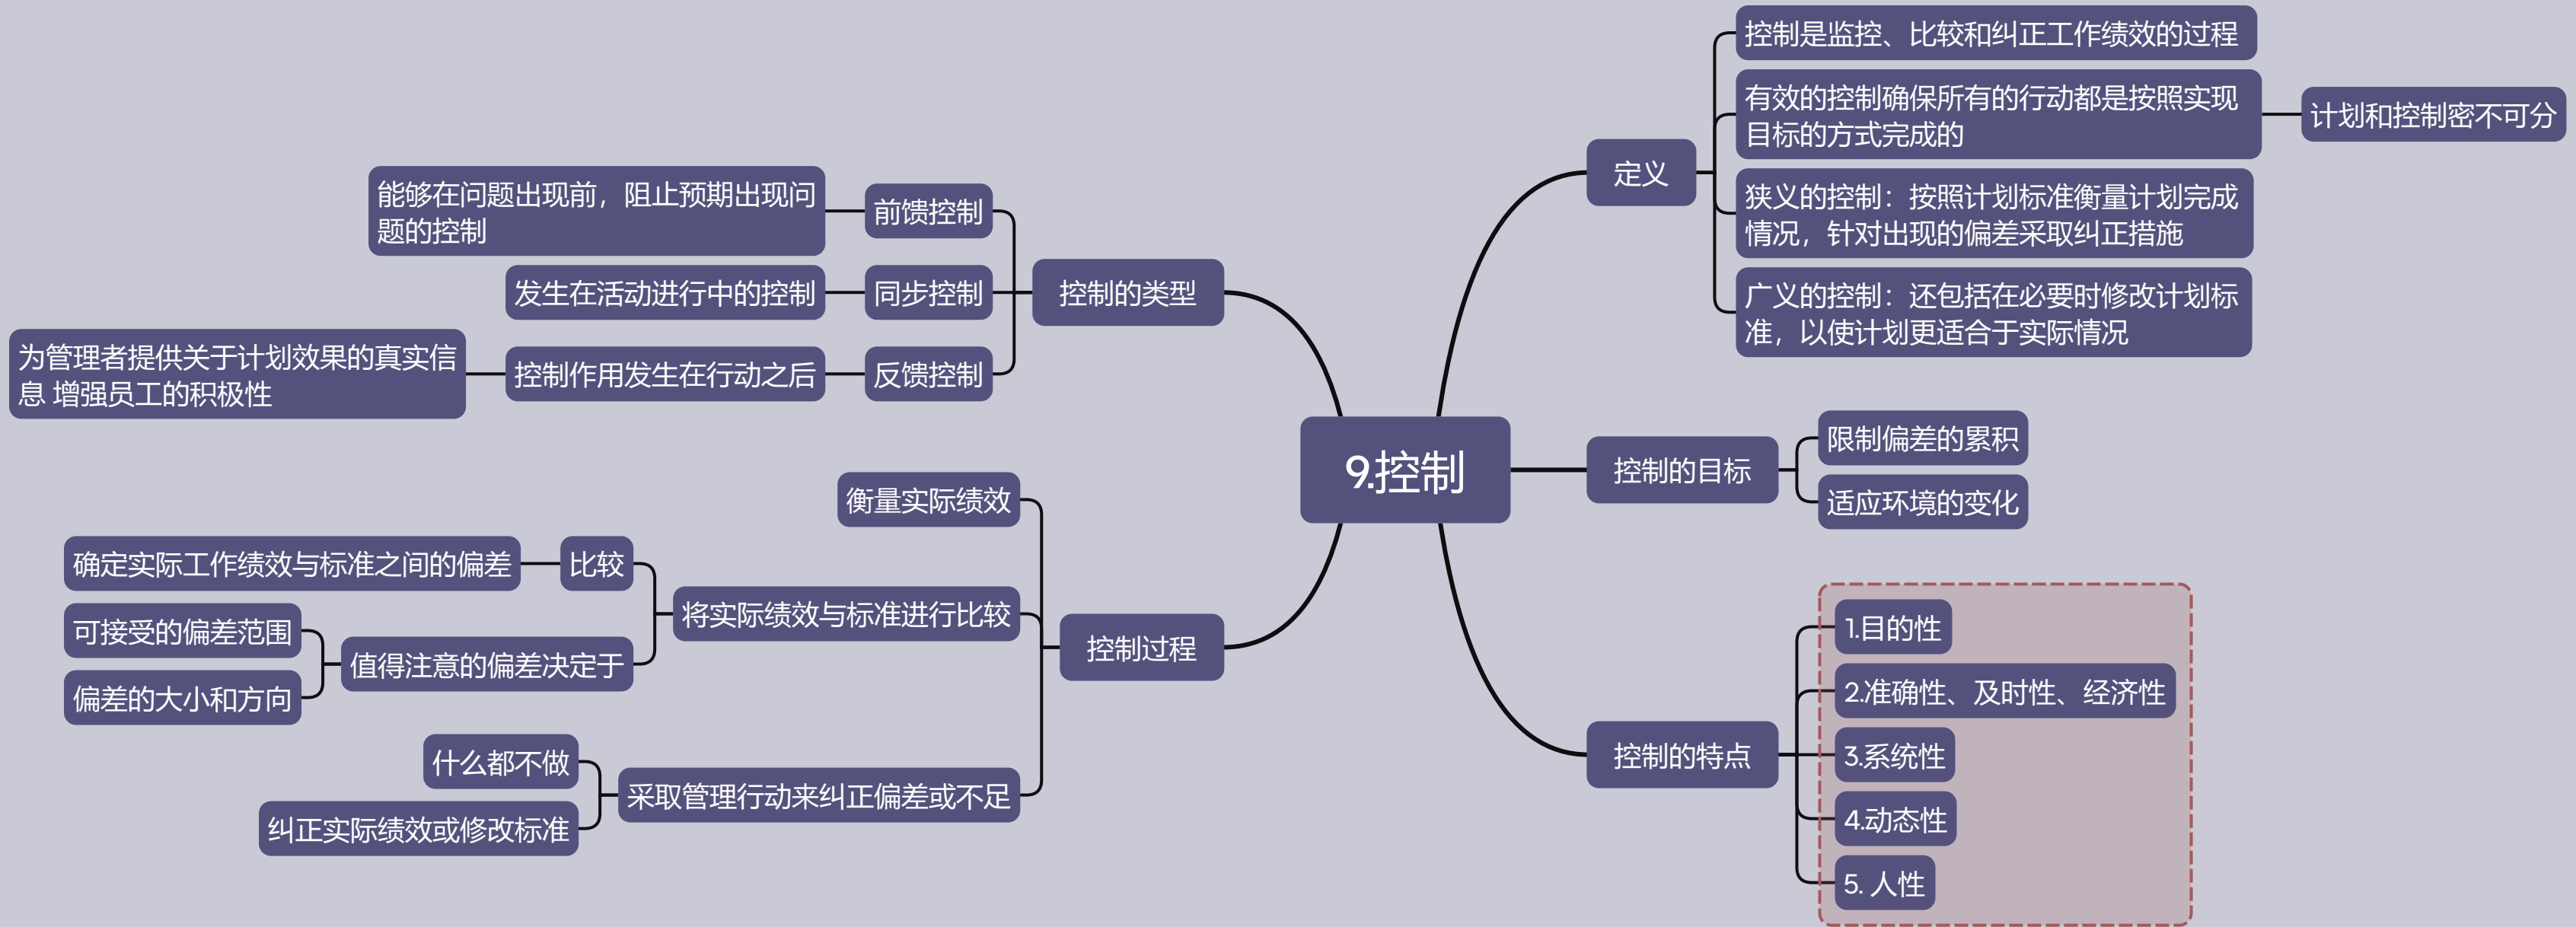 9.控制
定义
控制是监控、比较和纠正工作绩效的过程
有效的控制确保所有的行动都是按照实现
目标的方式完成的
计划和控制密不可分
狭义的控制：按照计划标准衡量计划完成
情况，针对出现的偏差采取纠正措施
广义的控制：还包括在必要时修改计划标
准，以使计划更适合于实际情况
控制的目标
限制偏差的累积
适应环境的变化
控制的特点
1.目的性
2.准确性、及时性、经济性
3.系统性
4.动态性
5. 人性
控制的类型
前馈控制
能够在问题出现前，阻止预期出现问
题的控制
同步控制
发生在活动进行中的控制
反馈控制
控制作用发生在行动之后
为管理者提供关于计划效果的真实信
息 增强员工的积极性
控制过程
衡量实际绩效
将实际绩效与标准进行比较
比较
确定实际工作绩效与标准之间的偏差
值得注意的偏差决定于
可接受的偏差范围
偏差的大小和方向
采取管理行动来纠正偏差或不足
什么都不做
纠正实际绩效或修改标准